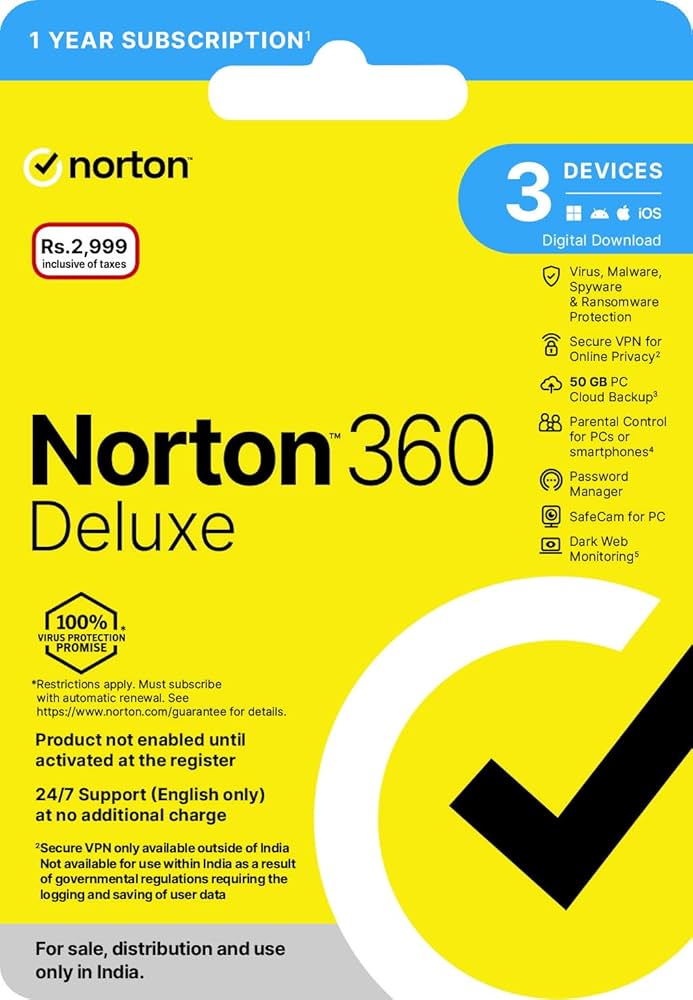 1 YEAR SUBSCRIPTION¹
norton™
3 DEVICES
iOS
Digital Download
Rs.2,999
inclusive of taxes
Virus, Malware,
Spyware
& Ransomware
Protection
Secure VPN for
Online Privacy²
50 GB PC
Cloud Backup³
Parental Control
for PCs or
smartphones⁴
Password
Manager
SafeCam for PC
Dark Web
Monitoring⁵
Norton™ 360
Deluxe
100%
VIRUS PROTECTION
PROMISE
*
*Restrictions apply. Must subscribe
with automatic renewal. See
https://www.norton.com/guarantee for details.
Product not enabled until
activated at the register
24/7 Support (English only)
at no additional charge
²Secure VPN only available outside of India
Not available for use within India as a result
of governmental regulations requiring the
logging and saving of user data
For sale, distribution and use
only in India.